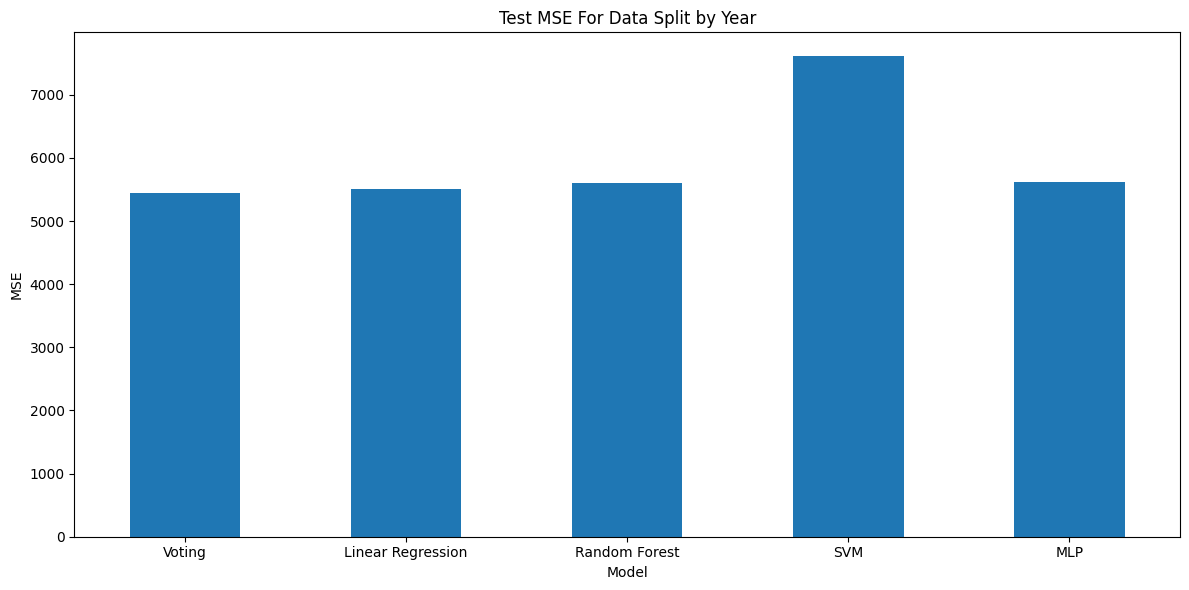 Test MSE For Data Split by Year
MSE
7000
6000
5000
4000
3000
2000
1000
0
Voting Linear Regression Random Forest SVM MLP
Model